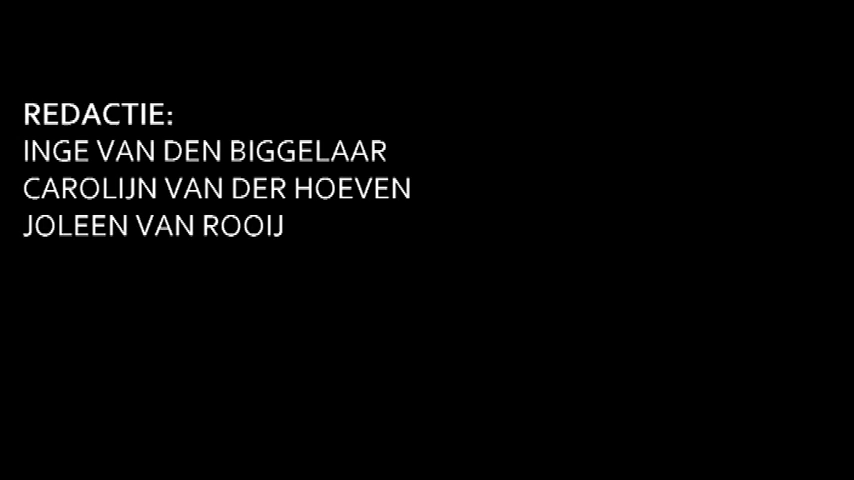 REDACTIE:
INGE VAN DEN BIGGELAAR
CAROLIJN VAN DER HOEVEN
JOLEEN VAN ROOIJ